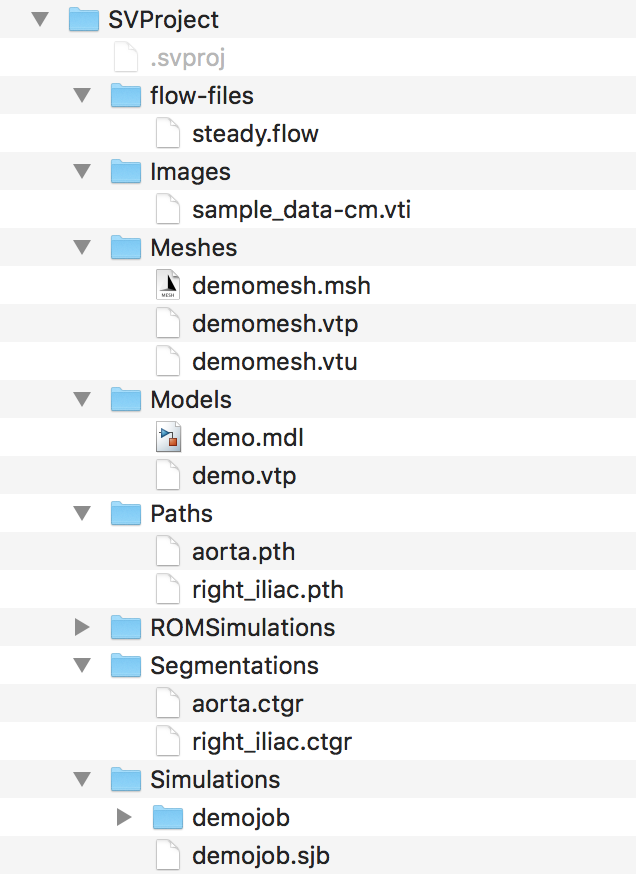 SVProject
.svproj
flow-files
steady.flow
Images
sample_data-cm.vti
Meshes
MESH
demomesh.msh
demomesh.vtp
demomesh.vtu
Models
demo.mdl
demo.vtp
Paths
aorta.pth
right_iliac.pth
ROMSimulations
Segmentations
aorta.ctgr
right_iliac.ctgr
Simulations
demojob
demojob.sjb